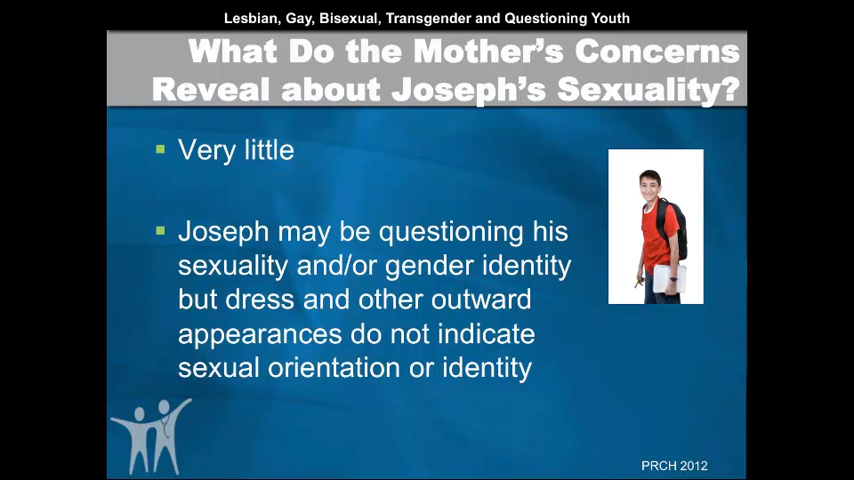 Lesbian, Gay, Bisexual, Transgender and Questioning Youth
What Do the Mother's Concerns
Reveal about Joseph's Sexuality?
Very little
Joseph may be questioning his
sexuality and/or gender identity
but dress and other outward
appearances do not indicate
sexual orientation or identity
PRCH 2012